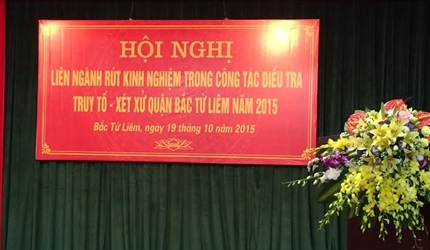 HỘI NGHỊ
LIÊN NGÀNH RÚT KINH NGHIỆM TRONG CÔNG TÁC ĐIỀU TRA
TRUY TỐ - XÉT XỬ QUẬN BẮC TỪ LIÊM NĂM 2015
Bắc Từ Liêm, ngày 19 tháng 10 năm 2015